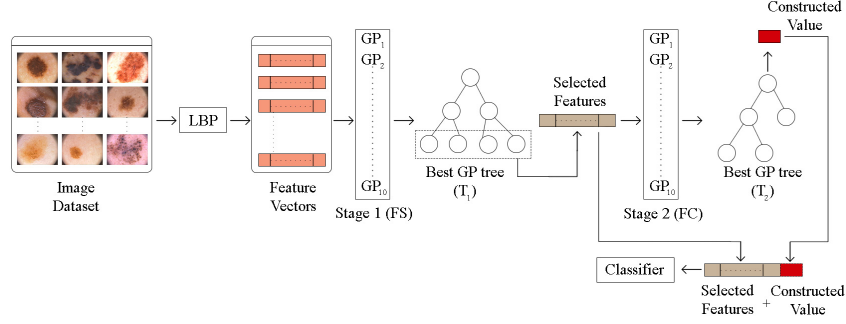 Image
Dataset
LBP
Feature
Vectors
GP1
GP2
GP10
Stage 1 (FS)
Best GP tree
(T1)
Selected
Features
GP1
GP2
GP10
Stage 2 (FC)
Constructed
Value
Best GP tree
(T2)
Classifier
Selected
Features
+
Constructed
Value